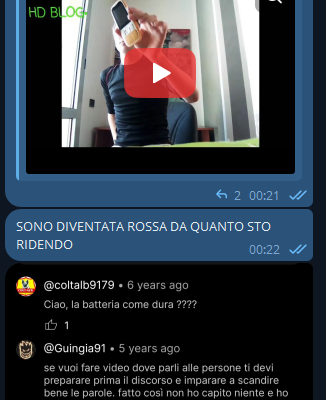 HD BLOG
2 00:21
SONO DIVENTATA ROSSA DA QUANTO STO
RIDENDO
00:22
@coltalb9179 • 6 years ago
Ciao, la batteria come dura ????
1
@Guingia91 • 5 years ago
se vuoi fare video dove parli alle persone ti devi
preparare prima il discorso e imparare a scandire
bene le parole. fatto così non ho capito niente e ho